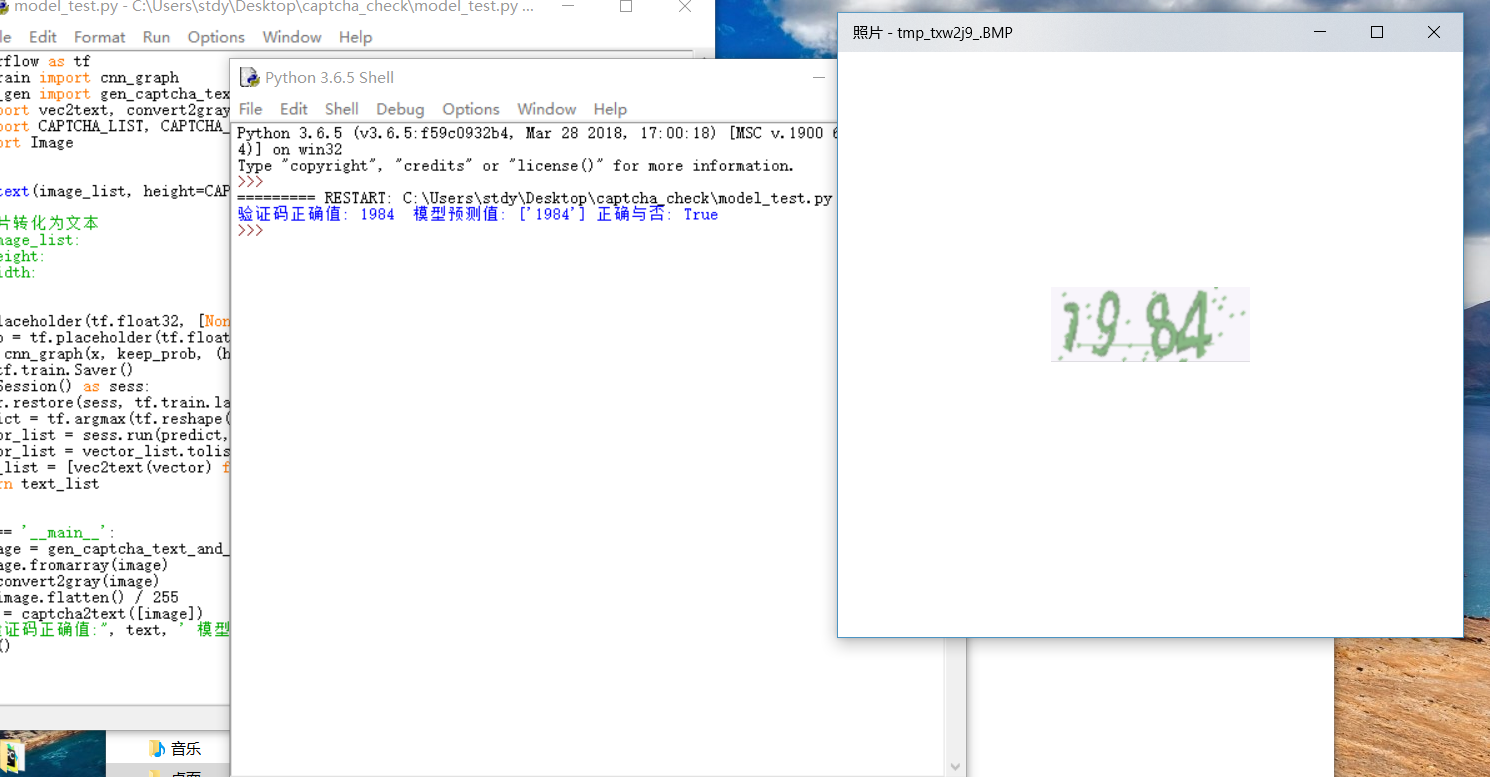 model_test.py - C:\Users\stdy\Desktop\captcha_check\model_test.py ...
le Edit Format Run Options Window Help
rflow as tf
rain import cnn_graph
_gen import gen_captcha_tex
port vec2text, convert2gray
port CAPTCHA_LIST, CAPTCHA_
ort Image
text(image_list, height=CAP
片转化为文本
mage_list:
eight:
idth:
laceholder(tf.float32, [Non
o = tf.placeholder(tf.float
cnn_graph(x, keep_prob, (h
tf.train.Saver()
Session() as sess:
r.restore(sess, tf.train.la
ict = tf.argmax(tf.reshape(
or_list = sess.run(predict,
or_list = vector_list.tolis
_list = [vec2text(vector) f
rn text_list
== '__main__':
age = gen_captcha_text_and_
age.fromarray(image)
convert2gray(image)
image.flatten() / 255
= captcha2text([image])
验证码正确值:", text, ' 模型
()
音乐
桌面
Python 3.6.5 Shell
File Edit Shell Debug Options Window Help
Python 3.6.5 (v3.6.5:f59c0932b4, Mar 28 2018, 17:00:18) [MSC v.1900 6
4)] on win32
Type "copyright", "credits" or "license()" for more information.
>>>
========= RESTART: C:\Users\stdy\Desktop\captcha_check\model_test.py
验证码正确值: 1984 模型预测值: ['1984'] 正确与否: True
>>>
照片 - tmp_txw2j9_.BMP
1984